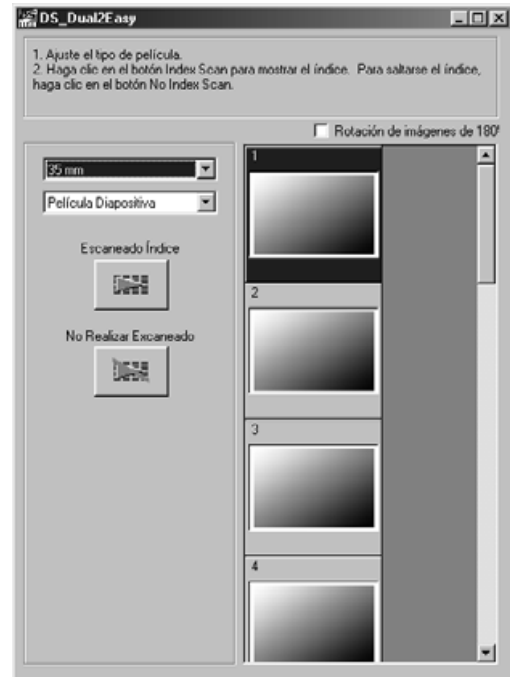 DS_Dual2Easy
1. Ajuste el tipo de película.
2. Haga clic en el botón Index Scan para mostrar el índice. Para saltarse el índice,
haga clic en el botón No Index Scan.
Rotación de imágenes de 180°
35 mm
Película Diapositiva
Escaneado Índice
No Realizar Excaneado
1
2
3
4